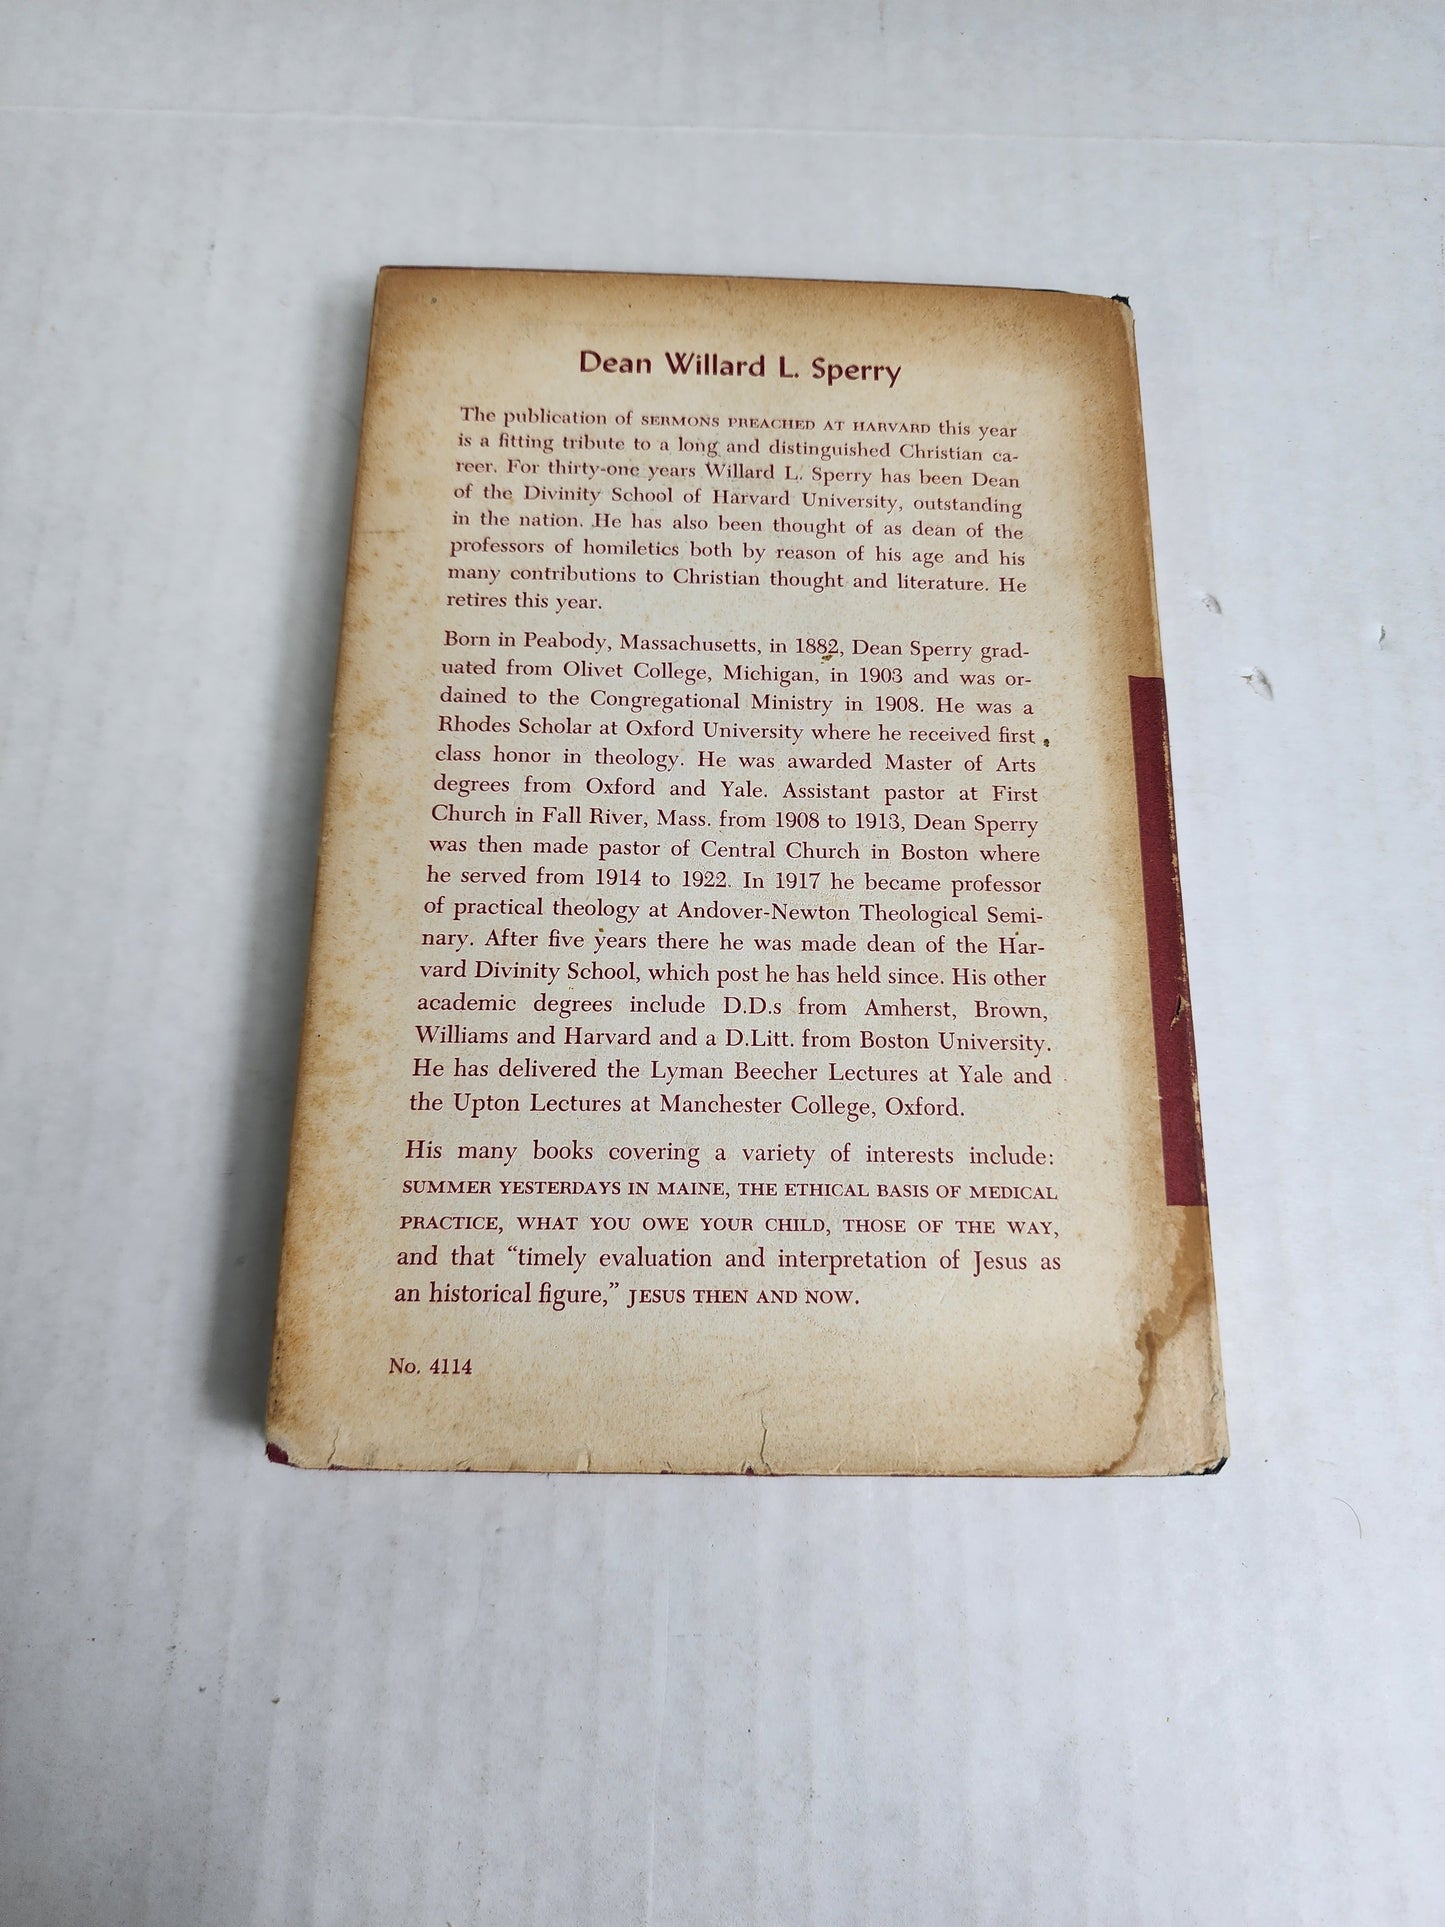 Dean Willard L. Sperry
The publication of SERMONS PREACHED AT HARVARD this year
is a fitting tribute to a long and distinguished Christian ca-
reer. For thirty-one years Willard L. Sperry has been Dean
of the Divinity School of Harvard University, outstanding
in the nation. He has also been thought of as dean of the
professors of homiletics both by reason of his age and his
many contributions to Christian thought and literature. He
retires this year.
Born in Peabody, Massachusetts, in 1882, Dean Sperry grad-
uated from Olivet College, Michigan, in 1903 and was or-
dained to the Congregational Ministry in 1908. He was a
Rhodes Scholar at Oxford University where he received first
class honor in theology. He was awarded Master of Arts
degrees from Oxford and Yale. Assistant pastor at First
Church in Fall River, Mass. from 1908 to 1913, Dean Sperry
was then made pastor of Central Church in Boston where
he served from 1914 to 1922. In 1917 he became professor
of practical theology at Andover-Newton Theological Semi-
nary. After five years there he was made dean of the Har-
vard Divinity School, which post he has held since. His other
academic degrees include D.D.s from Amherst, Brown,
Williams and Harvard and a D.Litt. from Boston University.
He has delivered the Lyman Beecher Lectures at Yale and
the Upton Lectures at Manchester College, Oxford.
His many books covering a variety of interests include:
SUMMER YESTERDAYS IN MAINE, THE ETHICAL BASIS OF MEDICAL
PRACTICE, WHAT YOU OWE YOUR CHILD, THOSE OF THE WAY,
and that “timely evaluation and interpretation of Jesus as
an historical figure,” JESUS THEN AND NOW.
No. 4114